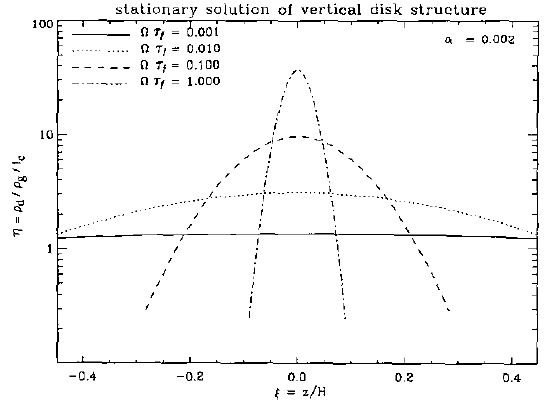 stationary solution of vertical disk structure
Ω τf = 0.001
Ω τf = 0.010
Ω τf = 0.100
Ω τf = 1.000
α = 0.002
100
10
1
η = ρd / ρg / fc
-0.4
-0.2
0.0
0.2
0.4
ξ = z/H